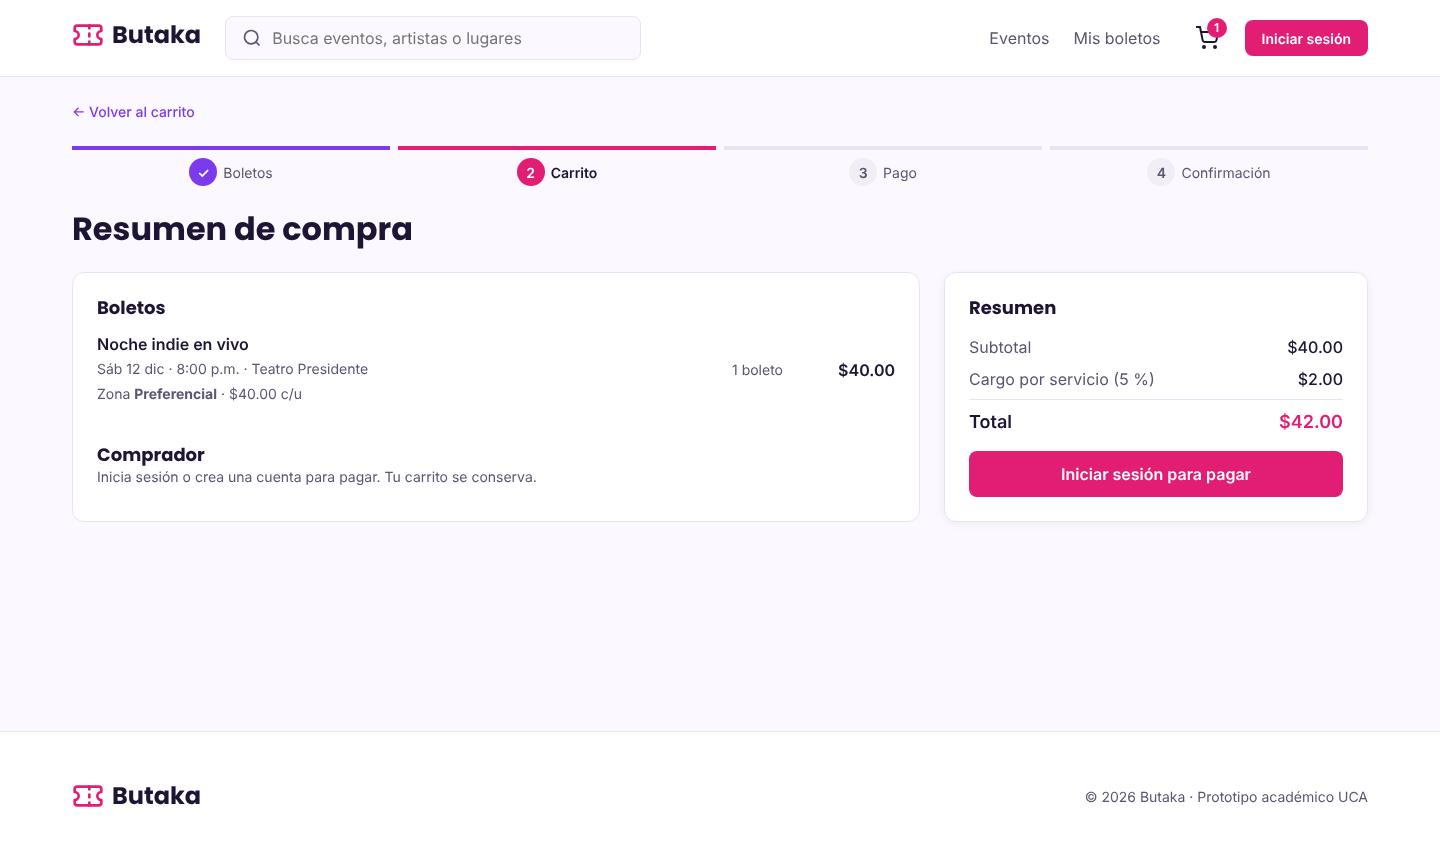 Butaka
Busca eventos, artistas o lugares
Eventos
Mis boletos
1
Iniciar sesión
← Volver al carrito
Boletos
2 Carrito
3 Pago
4 Confirmación
Resumen de compra
Boletos
Noche indie en vivo
Sáb 12 dic · 8:00 p.m. · Teatro Presidente
Zona Preferencial · $40.00 c/u
1 boleto
$40.00
Comprador
Inicia sesión o crea una cuenta para pagar. Tu carrito se conserva.
Resumen
Subtotal $40.00
Cargo por servicio (5 %) $2.00
Total $42.00
Iniciar sesión para pagar
Butaka
© 2026 Butaka · Prototipo académico UCA